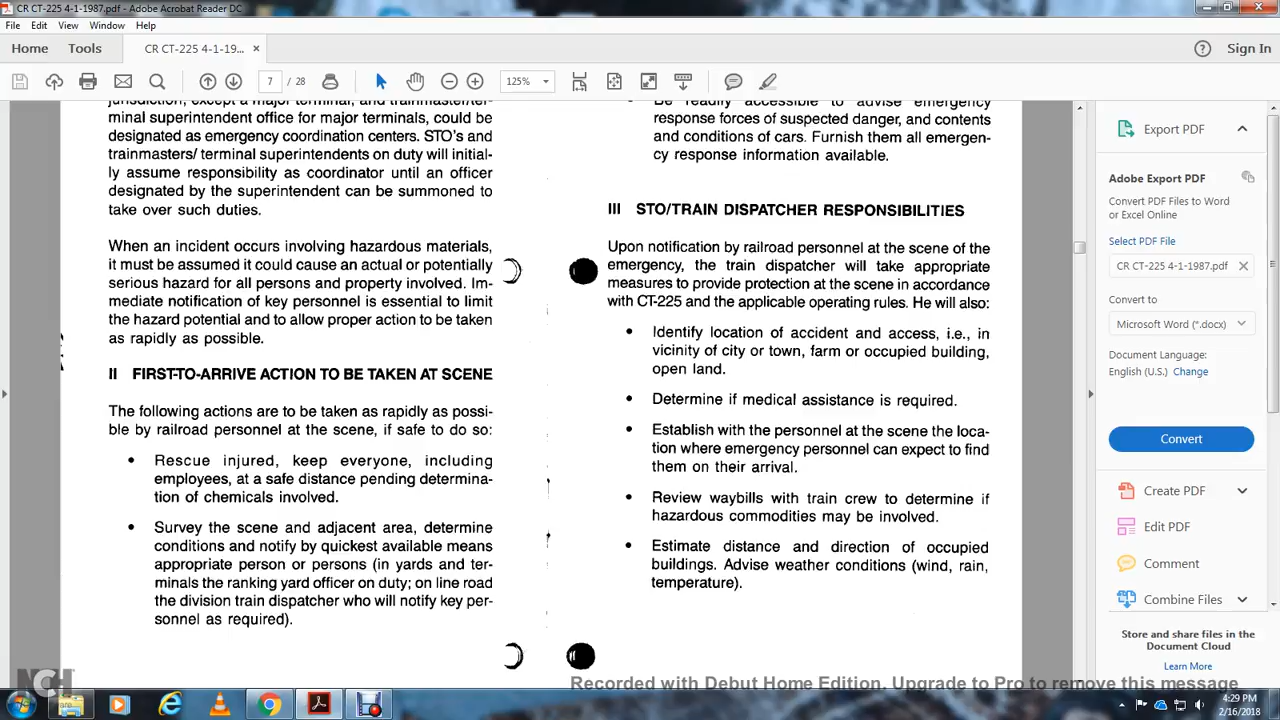 CR CT-225 4-1-1987.pdf - Adobe Acrobat Reader DC
File Edit View Window Help
Home Tools CR CT-225 4-1-19... × Sign In
7 / 28 125%
jurisdiction, except a major terminal, and trainmaster/ter-
minal superintendent office for major terminals, could be
designated as emergency coordination centers. STO's and
trainmasters/ terminal superintendents on duty will initial-
ly assume responsibility as coordinator until an officer
designated by the superintendent can be summoned to
take over such duties.
When an incident occurs involving hazardous materials,
it must be assumed it could cause an actual or potentially
serious hazard for all persons and property involved. Im-
mediate notification of key personnel is essential to limit
the hazard potential and to allow proper action to be taken
as rapidly as possible.
II FIRST-TO-ARRIVE ACTION TO BE TAKEN AT SCENE
The following actions are to be taken as rapidly as possi-
ble by railroad personnel at the scene, if safe to do so:
• Rescue injured, keep everyone, including
employees, at a safe distance pending determina-
tion of chemicals involved.
• Survey the scene and adjacent area, determine
conditions and notify by quickest available means
appropriate person or persons (in yards and ter-
minals the ranking yard officer on duty; on line road
the division train dispatcher who will notify key per-
sonnel as required).
• Be readily accessible to advise emergency
response forces of suspected danger, and contents
and conditions of cars. Furnish them all emergen-
cy response information available.
III STO/TRAIN DISPATCHER RESPONSIBILITIES
Upon notification by railroad personnel at the scene of the
emergency, the train dispatcher will take appropriate
measures to provide protection at the scene in accordance
with CT-225 and the applicable operating rules. He will also:
• Identify location of accident and access, i.e., in
vicinity of city or town, farm or occupied building,
open land.
• Determine if medical assistance is required.
• Establish with the personnel at the scene the loca-
tion where emergency personnel can expect to find
them on their arrival.
• Review waybills with train crew to determine if
hazardous commodities may be involved.
• Estimate distance and direction of occupied
buildings. Advise weather conditions (wind, rain,
temperature).
Export PDF
Adobe Export PDF
Convert PDF Files to Word
or Excel Online
Select PDF File
CR CT-225 4-1-1987.pdf
Convert to
Microsoft Word (*.docx)
Document Language:
English (U.S.) Change
Convert
Create PDF
Edit PDF
Comment
Combine Files
Store and share files in the
Document Cloud
Learn More
NCH
Recorded with Debut Home Edition. Upgrade to Pro to remove this message
4:29 PM
2/16/2018